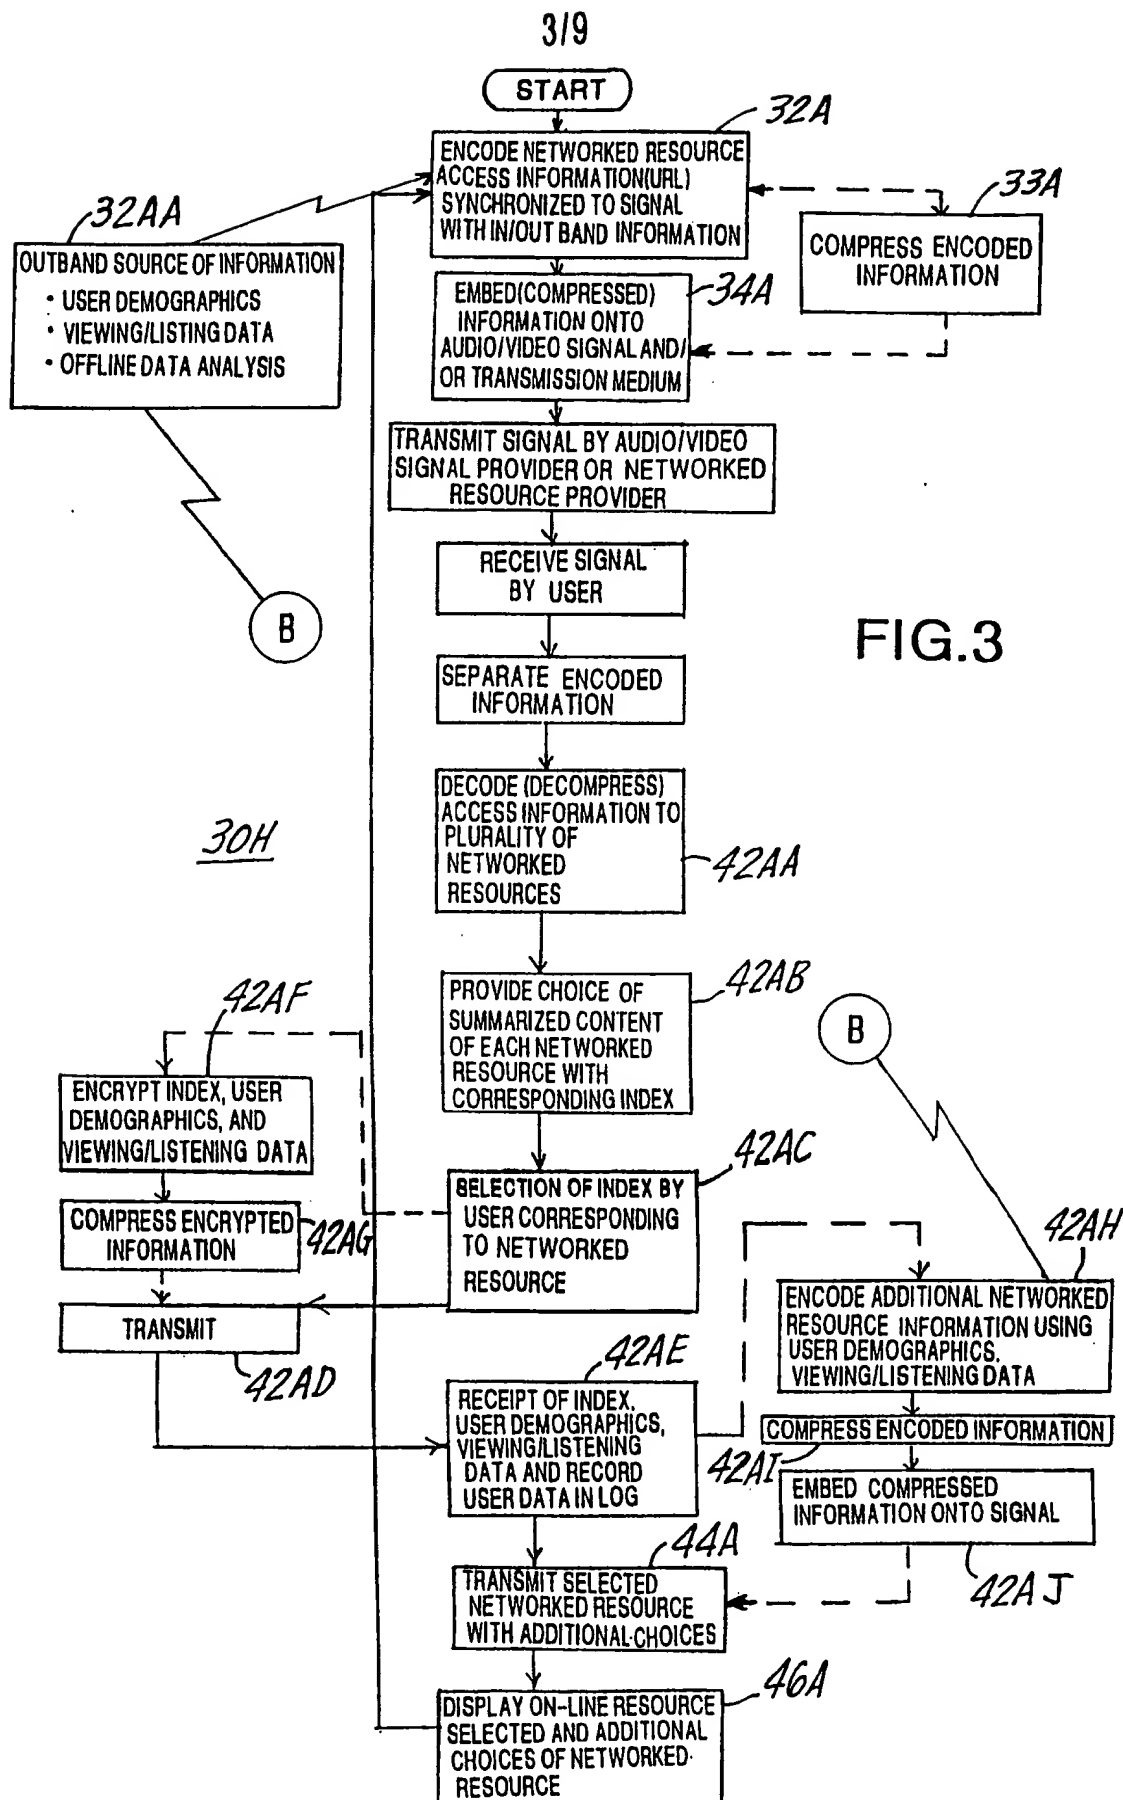 3/9
START
32A
ENCODE NETWORKED RESOURCE
ACCESS INFORMATION(URL)
SYNCHRONIZED TO SIGNAL
WITH IN/OUT BAND INFORMATION
33A
COMPRESS ENCODED
INFORMATION
32AA
OUTBAND SOURCE OF INFORMATION
• USER DEMOGRAPHICS
• VIEWING/LISTING DATA
• OFFLINE DATA ANALYSIS
34A
EMBED(COMPRESSED)
INFORMATION ONTO
AUDIO/VIDEO SIGNAL AND/
OR TRANSMISSION MEDIUM
TRANSMIT SIGNAL BY AUDIO/VIDEO
SIGNAL PROVIDER OR NETWORKED
RESOURCE PROVIDER
RECEIVE SIGNAL
BY USER
B
FIG.3
SEPARATE ENCODED
INFORMATION
DECODE (DECOMPRESS)
ACCESS INFORMATION TO
PLURALITY OF
NETWORKED
RESOURCES
42AA
30H
42AB
PROVIDE CHOICE OF
SUMMARIZED CONTENT
OF EACH NETWORKED
RESOURCE WITH
CORRESPONDING INDEX
B
42AF
ENCRYPT INDEX, USER
DEMOGRAPHICS, AND
VIEWING/LISTENING DATA
42AC
SELECTION OF INDEX BY
USER CORRESPONDING
TO NETWORKED
RESOURCE
COMPRESS ENCRYPTED
INFORMATION
42AG
TRANSMIT
42AD
42AH
ENCODE ADDITIONAL NETWORKED
RESOURCE INFORMATION USING
USER DEMOGRAPHICS,
VIEWING/LISTENING DATA
42AE
RECEIPT OF INDEX,
USER DEMOGRAPHICS,
VIEWING/LISTENING
DATA AND RECORD
USER DATA IN LOG
COMPRESS ENCODED INFORMATION
42AI
EMBED COMPRESSED
INFORMATION ONTO SIGNAL
42AJ
44A
TRANSMIT SELECTED
NETWORKED RESOURCE
WITH ADDITIONAL CHOICES
46A
DISPLAY ON-LINE RESOURCE
SELECTED AND ADDITIONAL
CHOICES OF NETWORKED
RESOURCE